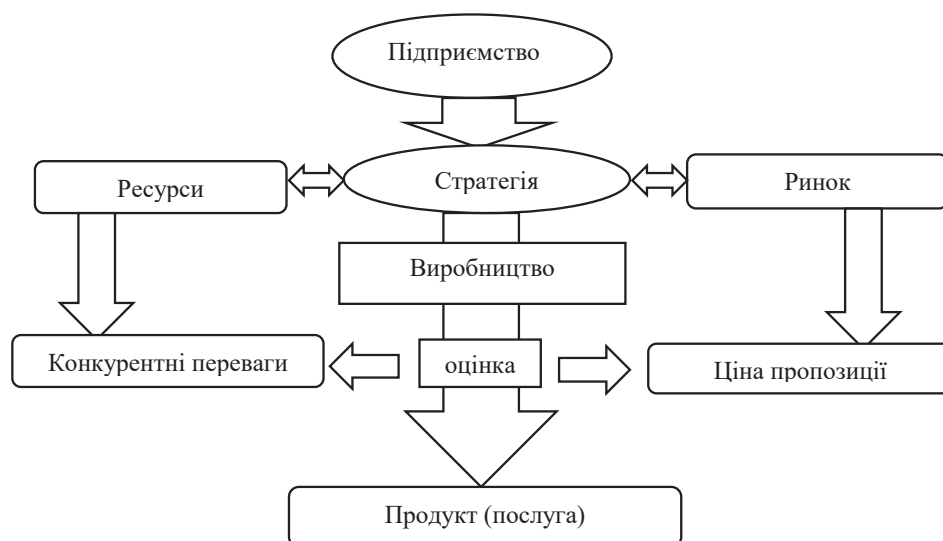 Підприємство
Ресурси
Стратегія
Ринок
Виробництво
Конкурентні переваги
оцінка
Ціна пропозиції
Продукт (послуга)